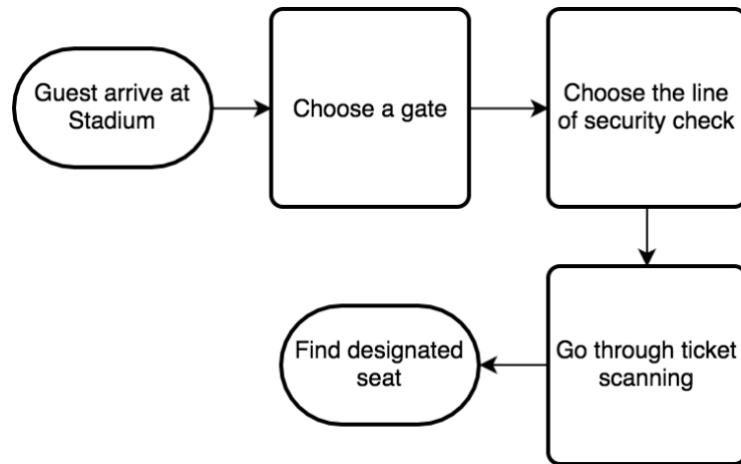 Guest arrive at
Stadium
Choose a gate
Choose the line
of security check
Go through ticket
scanning
Find designated
seat